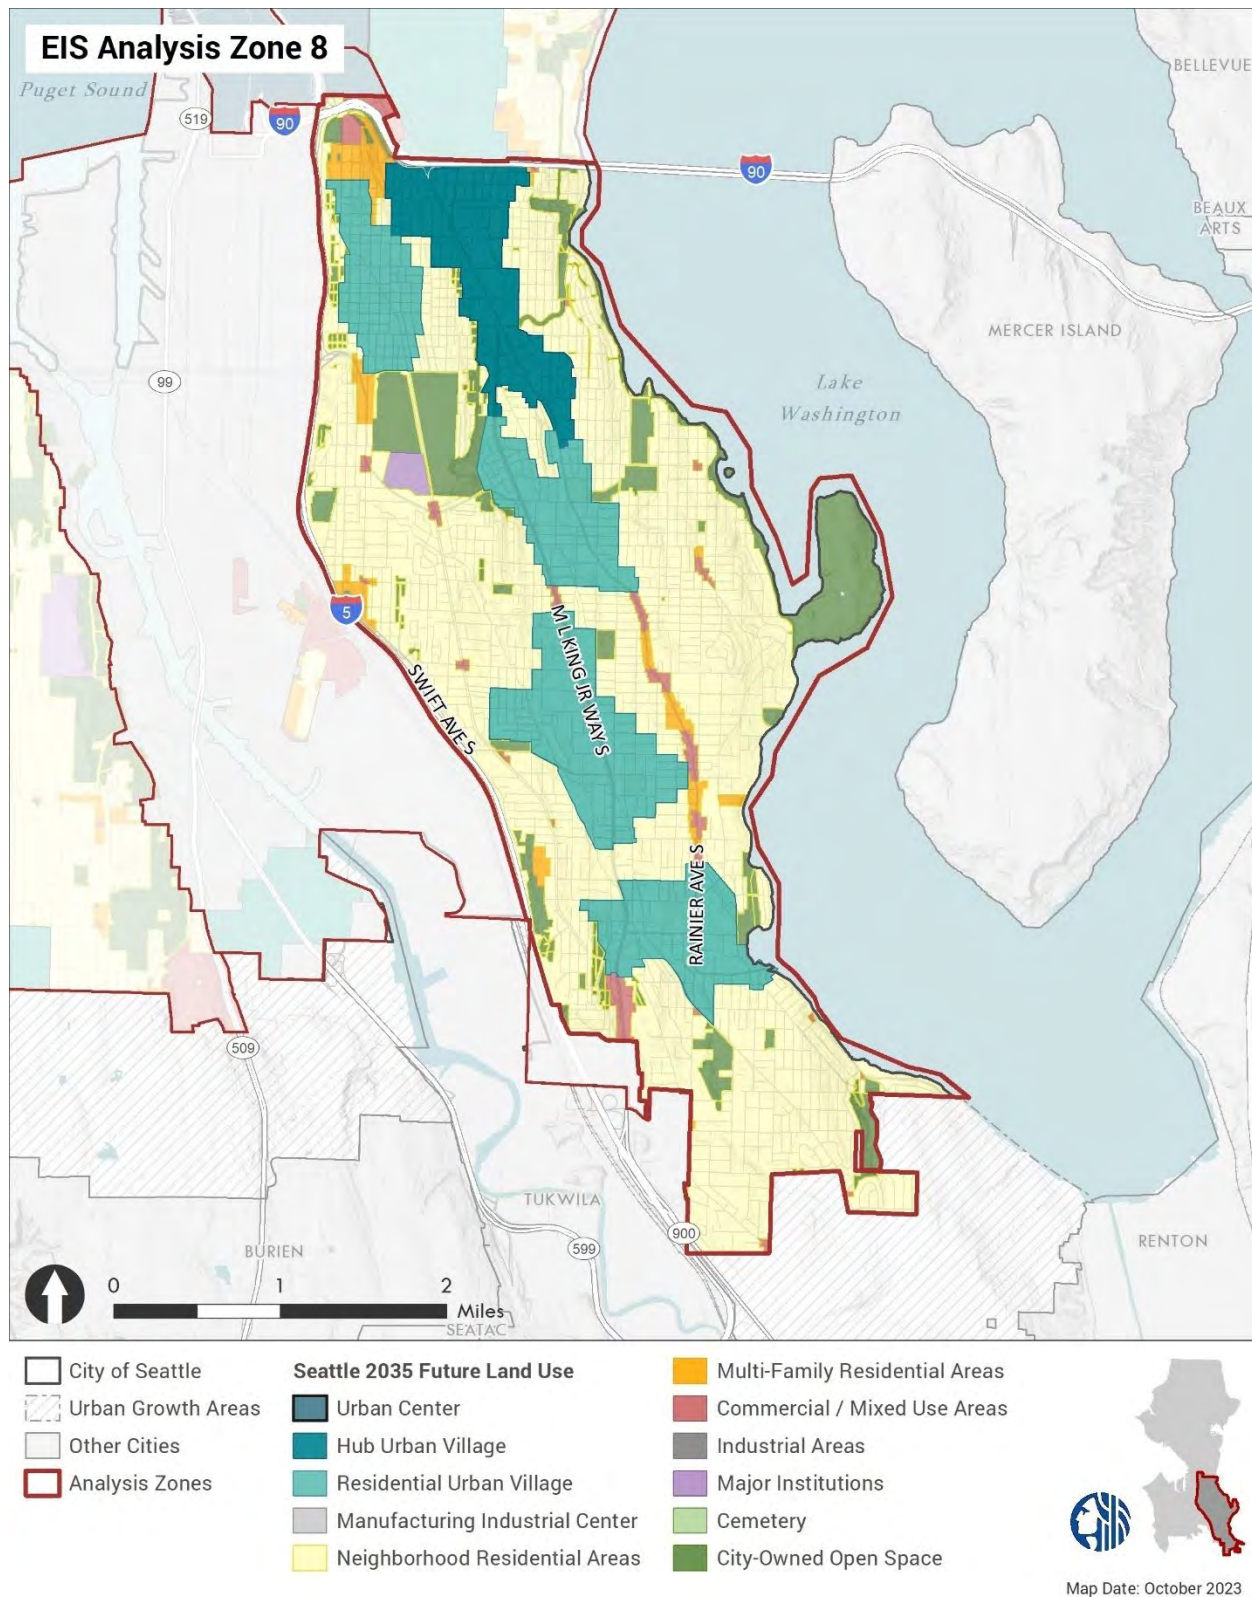 EIS Analysis Zone 8
Puget Sound
519
90
90
BELLEVUE
BEAUX
ARTS
MERCER ISLAND
99
Lake
Washington
5
M L KING JR WAY S
SWIFT AVE S
RAINIER AVE S
509
TUKWILA
900
599
BURIEN
RENTON
0 1 2
Miles
SEATAC
City of Seattle
Urban Growth Areas
Other Cities
Analysis Zones
Seattle 2035 Future Land Use
Urban Center
Hub Urban Village
Residential Urban Village
Manufacturing Industrial Center
Neighborhood Residential Areas
Multi-Family Residential Areas
Commercial / Mixed Use Areas
Industrial Areas
Major Institutions
Cemetery
City-Owned Open Space
Map Date: October 2023